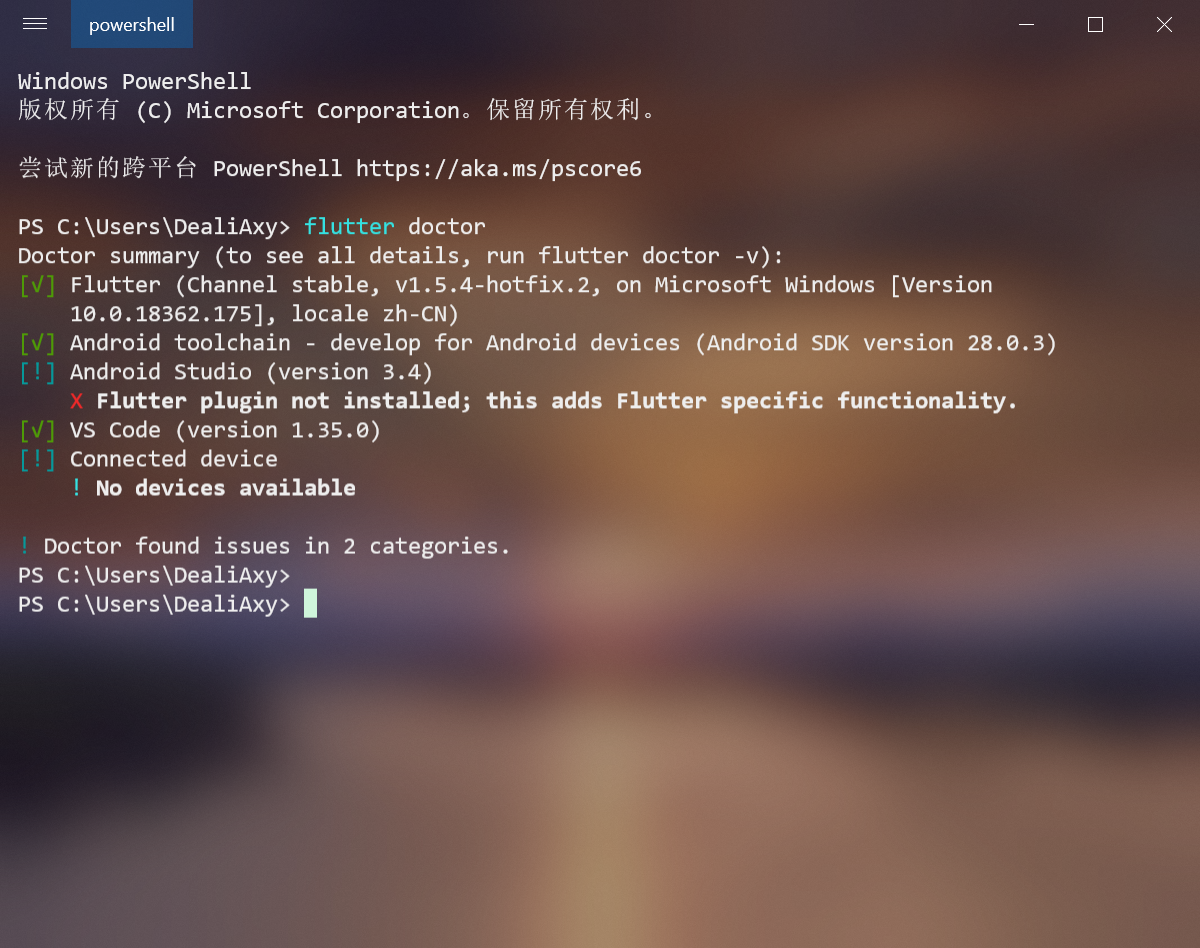 powershell
Windows PowerShell
版权所有 (C) Microsoft Corporation。保留所有权利。
尝试新的跨平台 PowerShell https://aka.ms/pscore6
PS C:\Users\DealiAxy> flutter doctor
Doctor summary (to see all details, run flutter doctor -v):
[√] Flutter (Channel stable, v1.5.4-hotfix.2, on Microsoft Windows [Version
10.0.18362.175], locale zh-CN)
[√] Android toolchain - develop for Android devices (Android SDK version 28.0.3)
[!] Android Studio (version 3.4)
X Flutter plugin not installed; this adds Flutter specific functionality.
[√] VS Code (version 1.35.0)
[!] Connected device
! No devices available
! Doctor found issues in 2 categories.
PS C:\Users\DealiAxy>
PS C:\Users\DealiAxy>